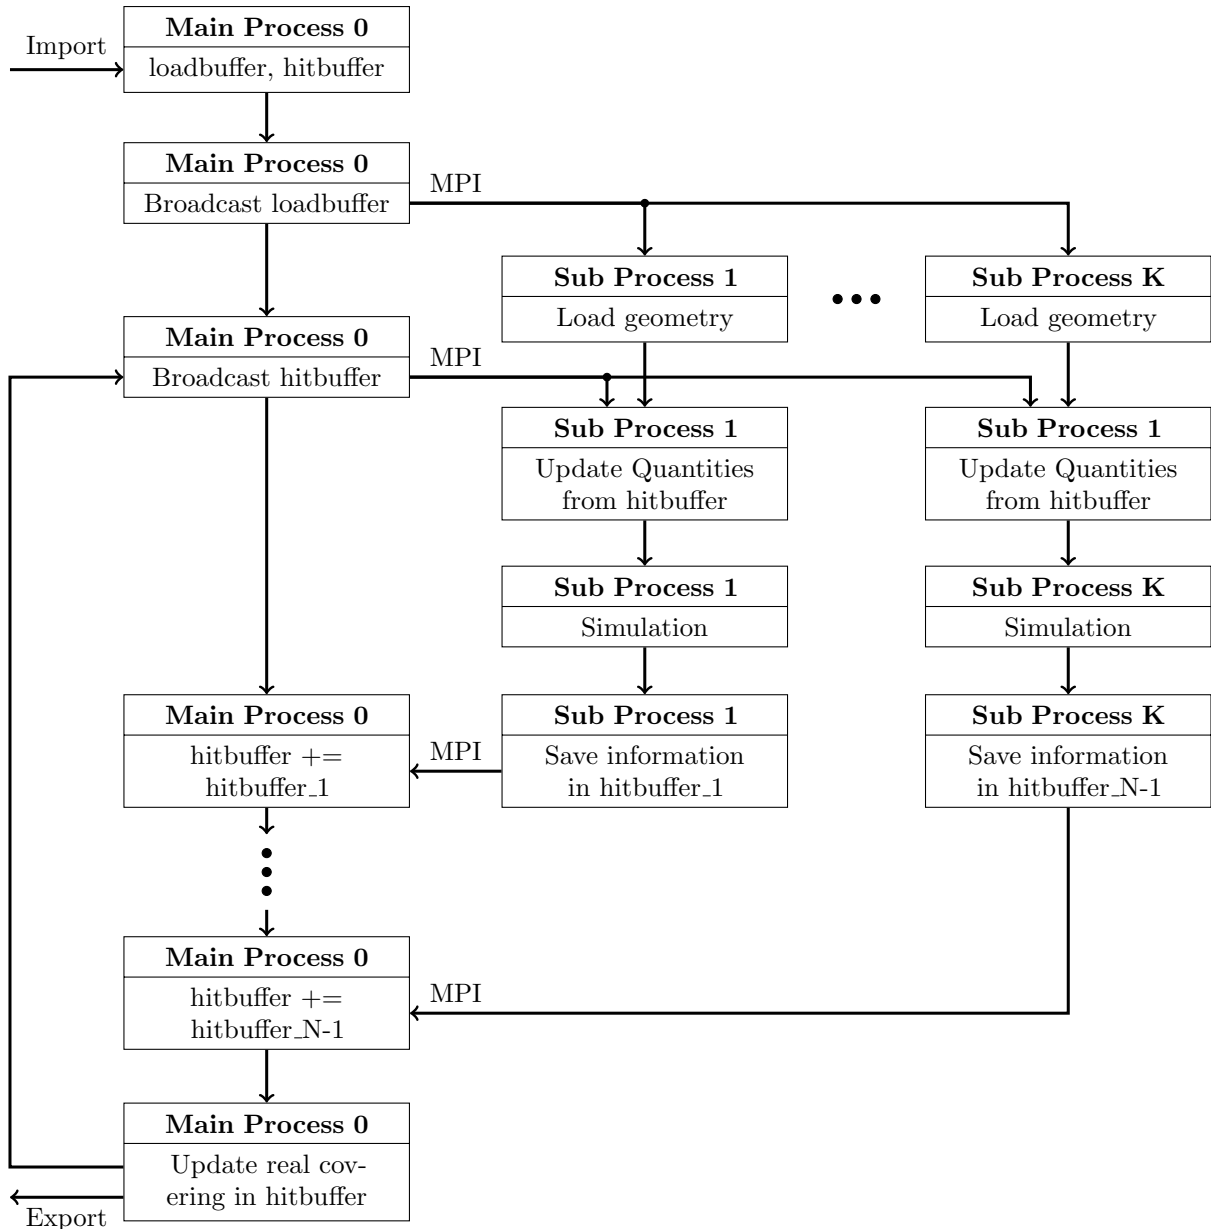 Main Process 0
Import
loadbuffer, hitbuffer
Main Process 0
Broadcast loadbuffer
MPI
Sub Process 1
Load geometry
Sub Process K
Load geometry
Main Process 0
Broadcast hitbuffer
MPI
Sub Process 1
Update Quantities
from hitbuffer
Sub Process 1
Update Quantities
from hitbuffer
Sub Process 1
Simulation
Sub Process K
Simulation
Main Process 0
hitbuffer +=
hitbuffer_1
MPI
Sub Process 1
Save information
in hitbuffer_1
Sub Process K
Save information
in hitbuffer_N-1
Main Process 0
hitbuffer +=
hitbuffer_N-1
MPI
Main Process 0
Update real cov-
ering in hitbuffer
Export